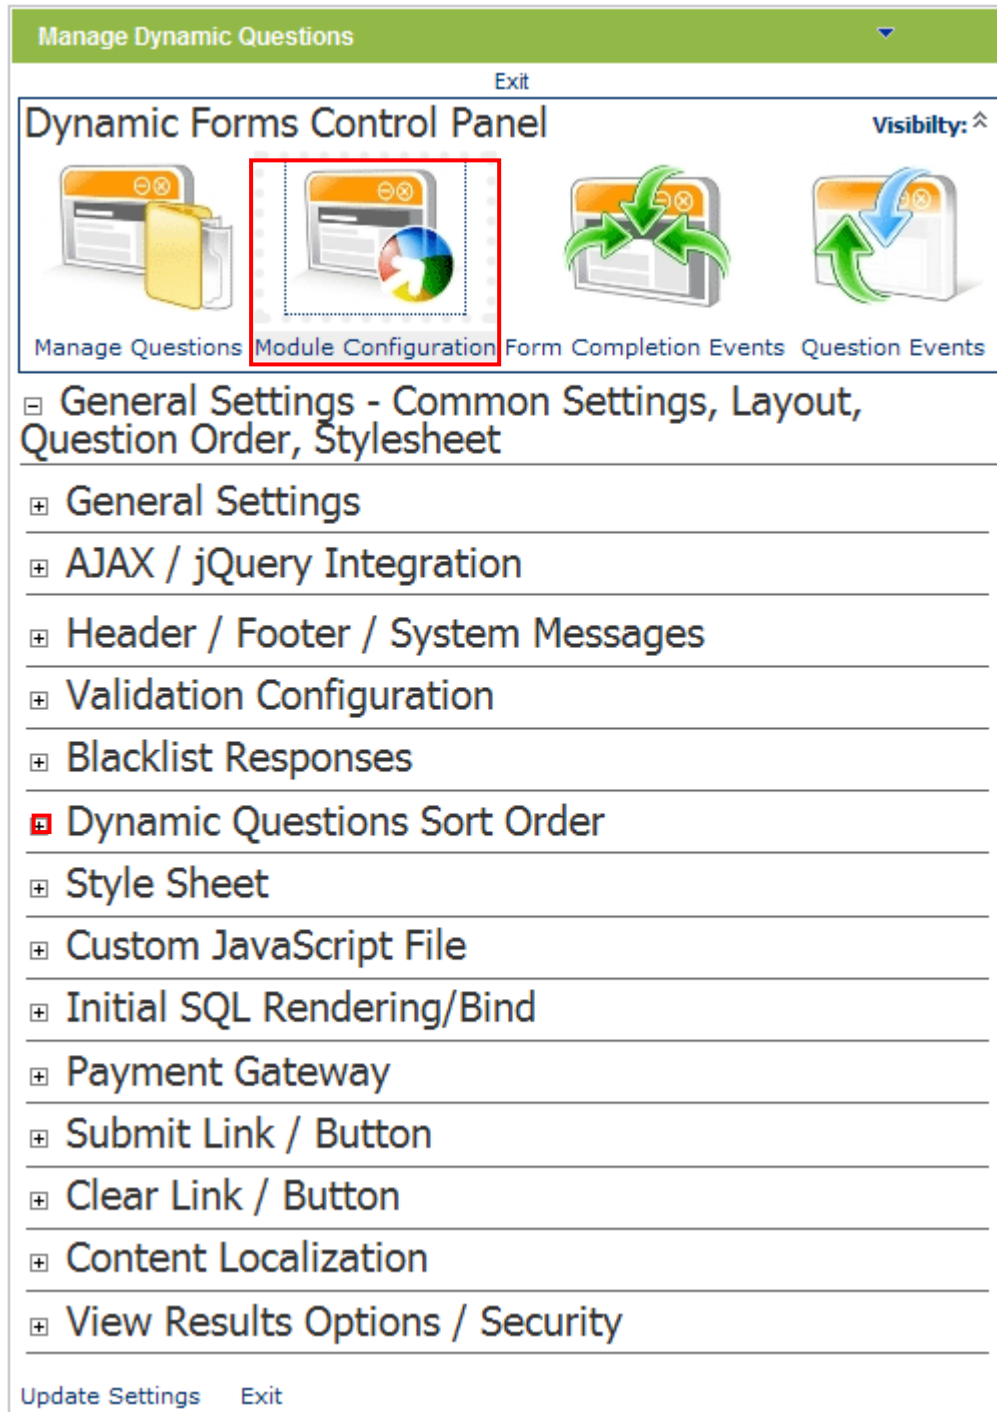 Manage Dynamic Questions
Exit
Dynamic Forms Control Panel
Visibilty:
Manage Questions Module Configuration Form Completion Events Question Events
General Settings - Common Settings, Layout,
Question Order, Stylesheet
General Settings
AJAX / jQuery Integration
Header / Footer / System Messages
Validation Configuration
Blacklist Responses
Dynamic Questions Sort Order
Style Sheet
Custom JavaScript File
Initial SQL Rendering/Bind
Payment Gateway
Submit Link / Button
Clear Link / Button
Content Localization
View Results Options / Security
Update Settings Exit